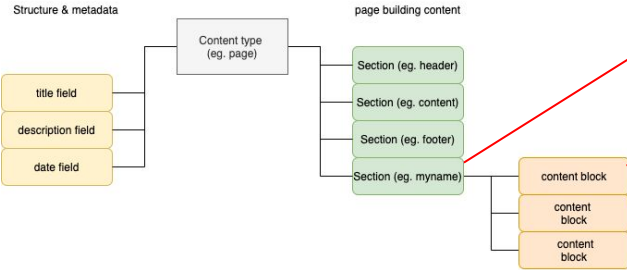 Structure & metadata
page building content
Content type
(eg. page)
title field
description field
date field
Section (eg. header)
Section (eg. content)
Section (eg. footer)
Section (eg. myname)
content block
content
block
content
block